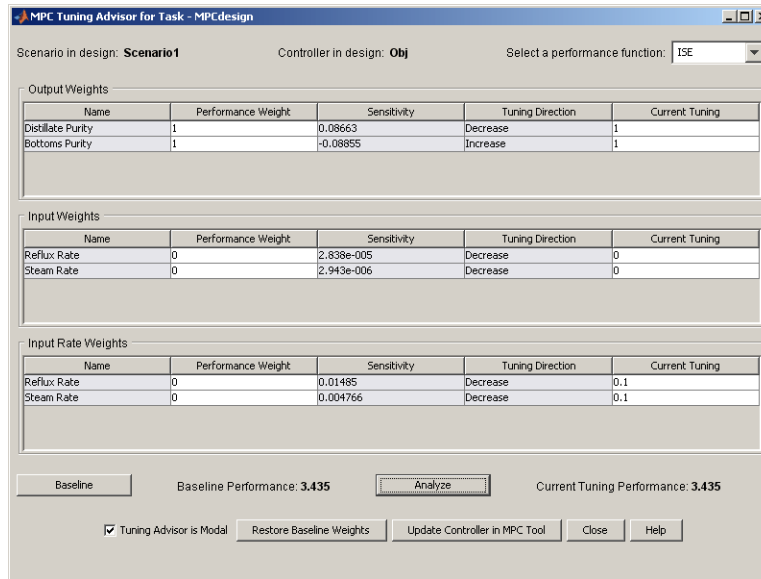 MPC Tuning Advisor for Task - MPCdesign
Scenario in design: Scenario1 Controller in design: Obj Select a performance function: ISE
Output Weights
Name Performance Weight Sensitivity Tuning Direction Current Tuning
Distillate Purity 1 0.08663 Decrease 1
Bottoms Purity 1 -0.08855 Increase 1
Input Weights
Name Performance Weight Sensitivity Tuning Direction Current Tuning
Reflux Rate 0 2.838e-005 Decrease 0
Steam Rate 0 2.943e-006 Decrease 0
Input Rate Weights
Name Performance Weight Sensitivity Tuning Direction Current Tuning
Reflux Rate 0 0.01485 Decrease 0.1
Steam Rate 0 0.004766 Decrease 0.1
Baseline Baseline Performance: 3.435 Analyze Current Tuning Performance: 3.435
Tuning Advisor is Modal Restore Baseline Weights Update Controller in MPC Tool Close Help